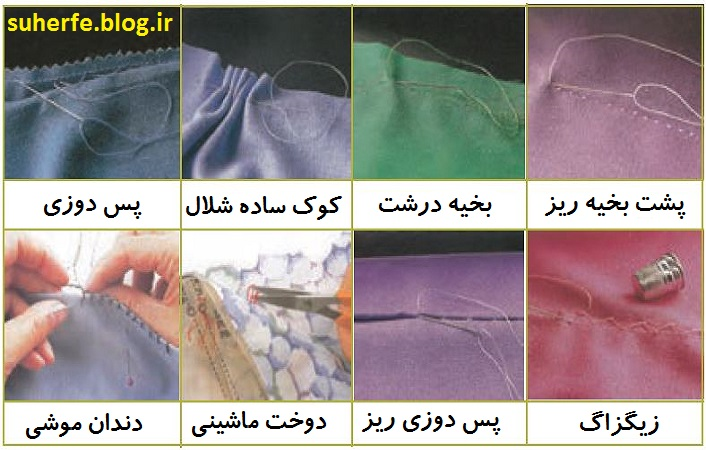 suherfe.blog.ir
پشت بخیه ریز
بخیه درشت
کوک ساده شلال
پس دوزی
زیگزاگ
پس دوزی ریز
دوخت ماشینی
دندان موشی